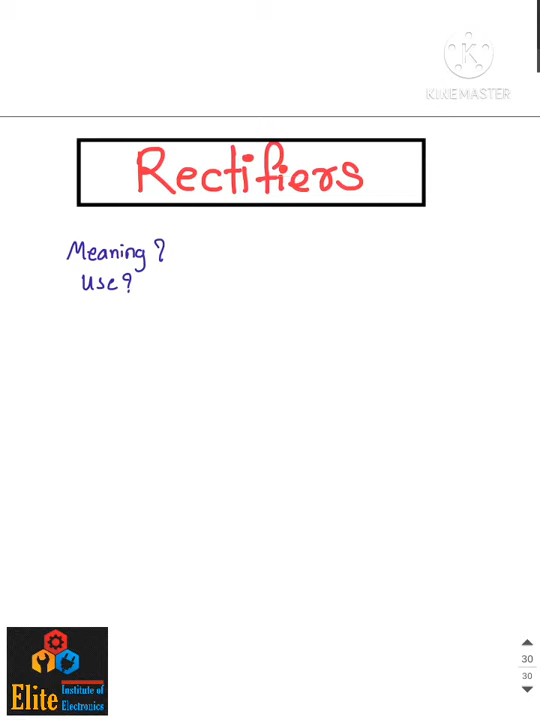 K
KINEMASTER
Rectifiers
Meaning ?
Use ?
30
30
Elite Institute of Electronics